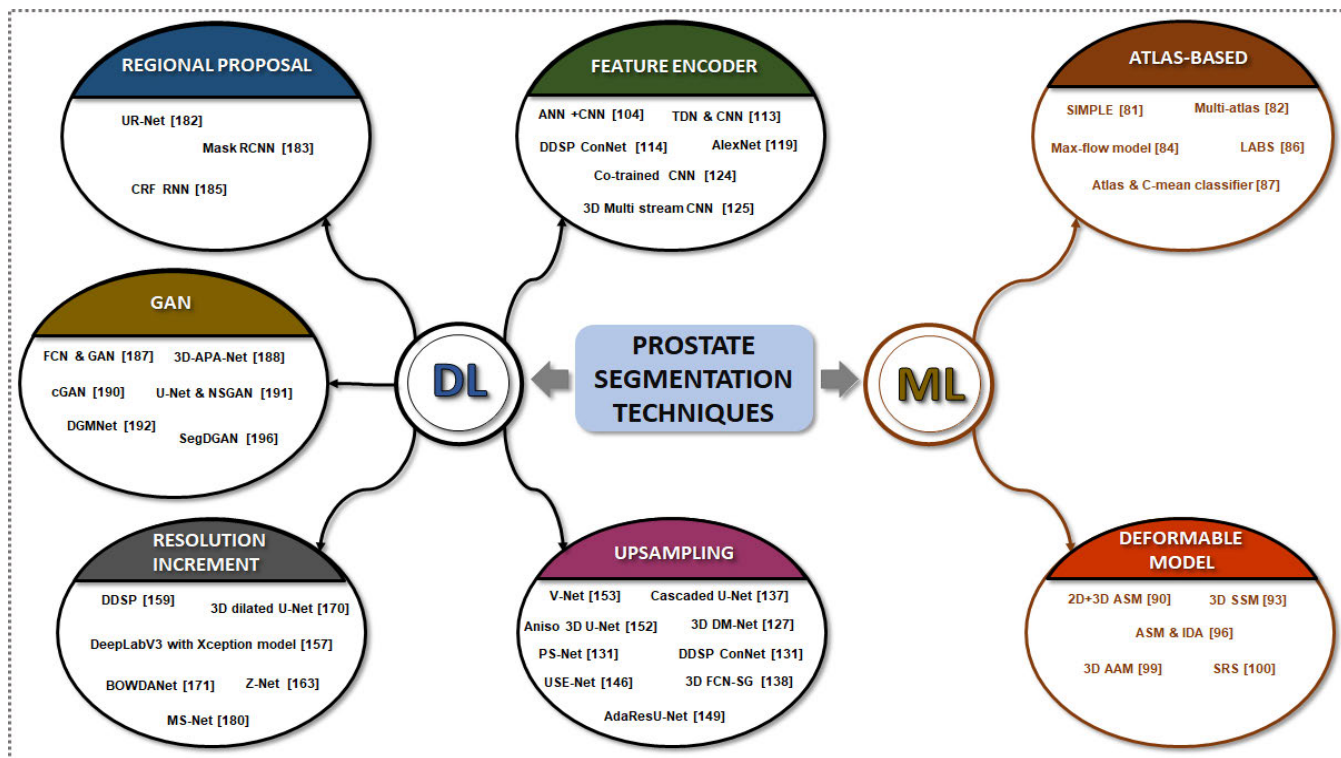 REGIONAL PROPOSAL
UR-Net [182]
Mask RCNN [183]
CRF RNN [185]
FEATURE ENCODER
ANN +CNN [104]
TDN & CNN [113]
DDSP ConNet [114]
AlexNet [119]
Co-trained CNN [124]
3D Multi stream CNN [125]
ATLAS-BASED
SIMPLE [81]
Multi-atlas [82]
Max-flow model [84]
LABS [86]
Atlas & C-mean classifier [87]
GAN
FCN & GAN [187]
3D-APA-Net [188]
cGAN [190]
U-Net & NSGAN [191]
DGMNet [192]
SegDGAN [196]
DL
PROSTATE
SEGMENTATION
TECHNIQUES
ML
RESOLUTION
INCREMENT
DDSP [159]
3D dilated U-Net [170]
DeepLabV3 with Xception model [157]
BOWDANet [171]
Z-Net [163]
MS-Net [180]
UPSAMPLING
V-Net [153]
Cascaded U-Net [137]
Aniso 3D U-Net [152]
3D DM-Net [127]
PS-Net [131]
DDSP ConNet [131]
USE-Net [146]
3D FCN-SG [138]
AdaResU-Net [149]
DEFORMABLE
MODEL
2D+3D ASM [90]
3D SSM [93]
ASM & IDA [96]
3D AAM [99]
SRS [100]